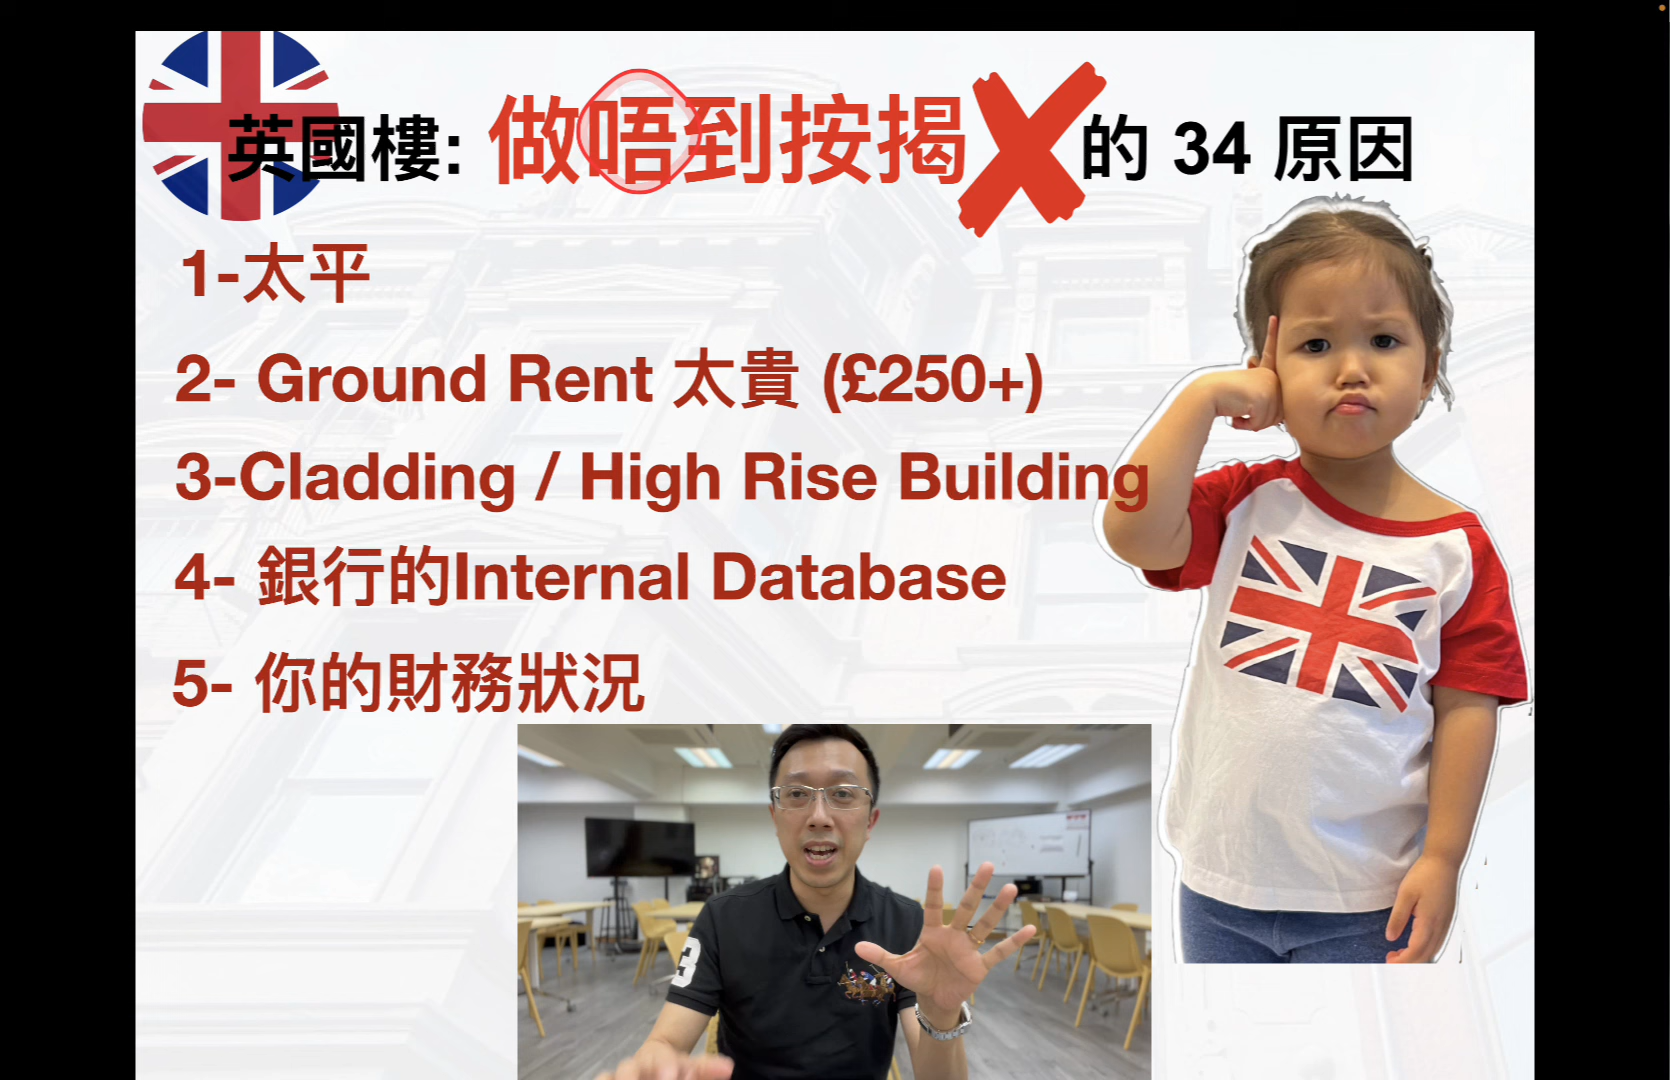 英國樓: 做唔到按揭 的 34 原因
1-太平
2- Ground Rent 太貴 (£250+)
3-Cladding / High Rise Building
4- 銀行的Internal Database
5- 你的財務狀況
3